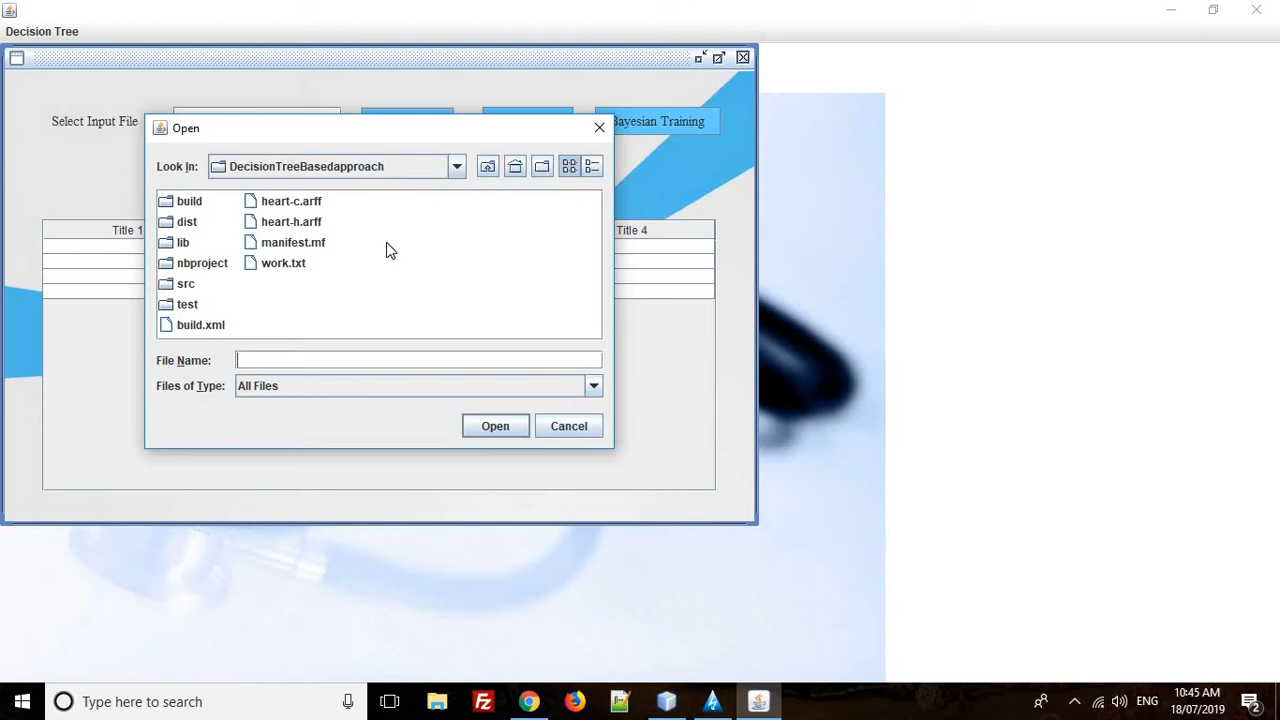 Decision Tree
Select Input File
Bayesian Training
Open
Look In: DecisionTreeBasedapproach
build heart-c.arff
dist heart-h.arff
lib manifest.mf
nbproject work.txt
src
test
build.xml
Title 1 Title 4
File Name:
Files of Type: All Files
Open Cancel
Type here to search
ENG
10:45 AM
18/07/2019
2